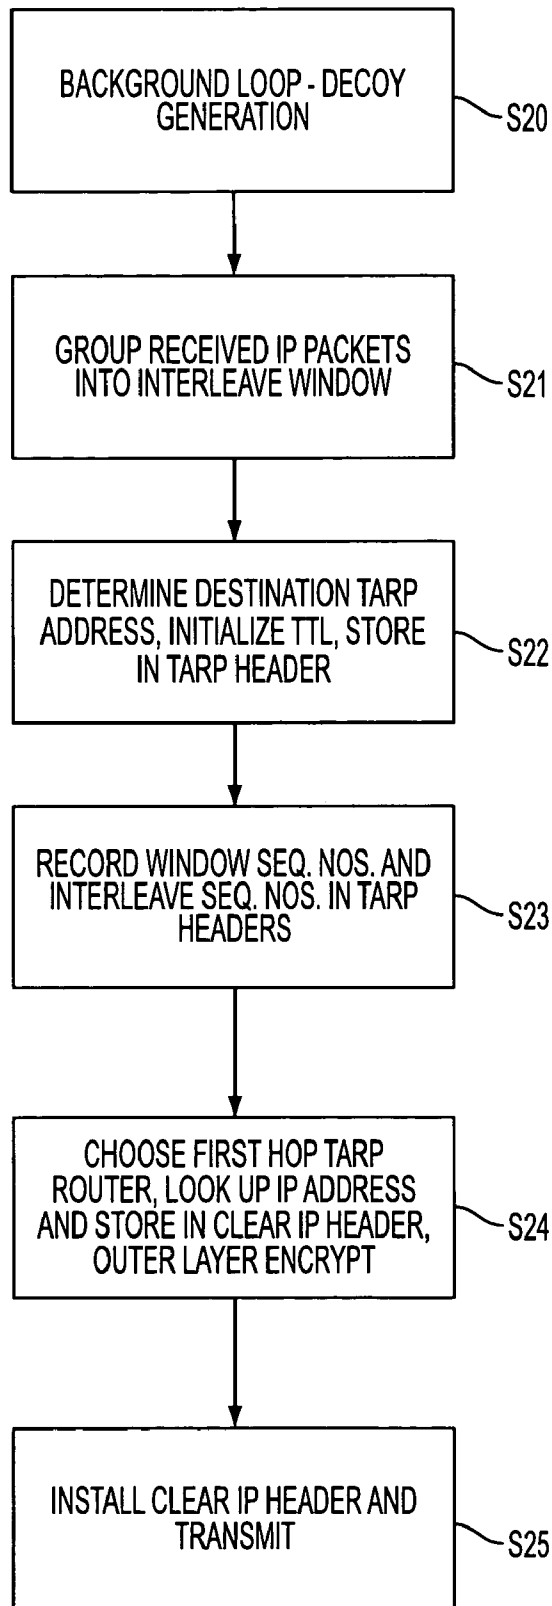 BACKGROUND LOOP - DECOY
GENERATION
S20
GROUP RECEIVED IP PACKETS
INTO INTERLEAVE WINDOW
S21
DETERMINE DESTINATION TARP
ADDRESS, INITIALIZE TTL, STORE
IN TARP HEADER
S22
RECORD WINDOW SEQ. NOS. AND
INTERLEAVE SEQ. NOS. IN TARP
HEADERS
S23
CHOOSE FIRST HOP TARP
ROUTER, LOOK UP IP ADDRESS
AND STORE IN CLEAR IP HEADER,
OUTER LAYER ENCRYPT
S24
INSTALL CLEAR IP HEADER AND
TRANSMIT
S25